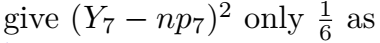 give $(Y_7 - np_7)^2$ only $\frac{1}{6}$ as